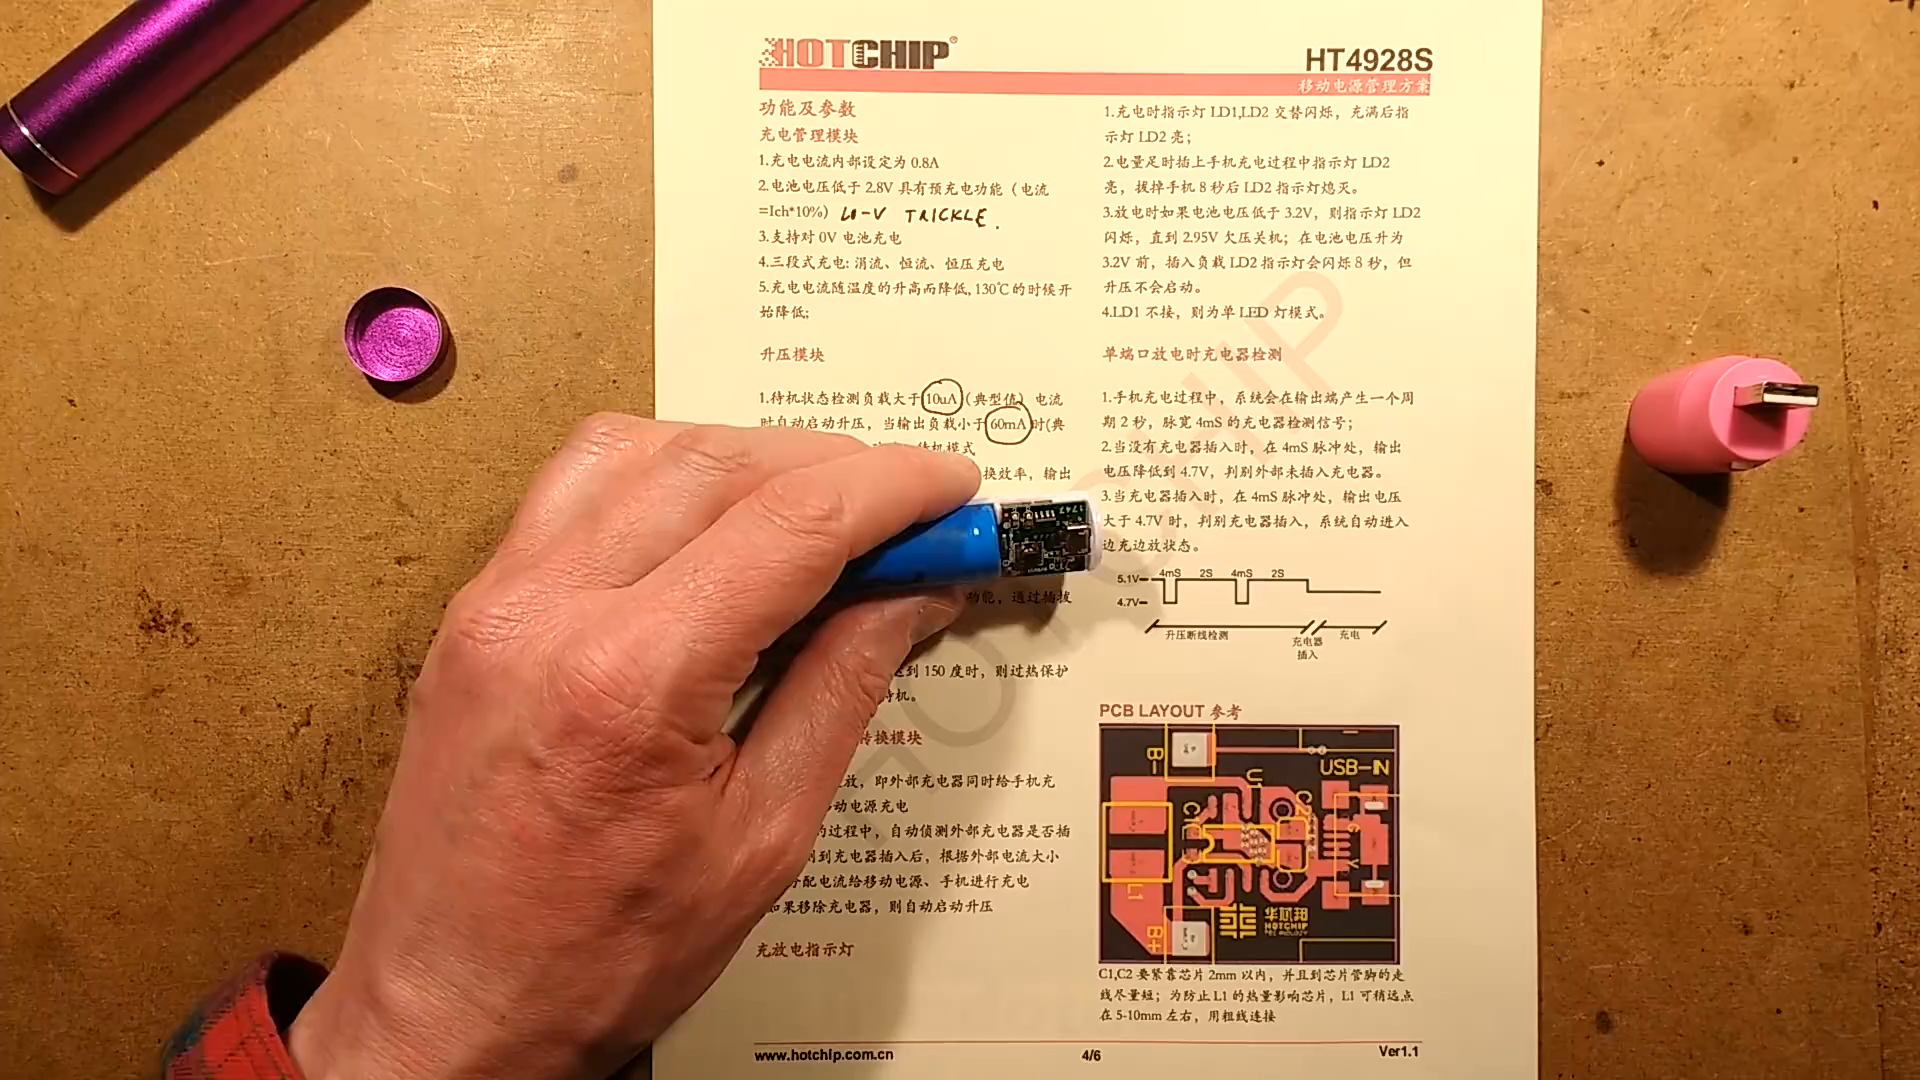 HOTCHIP®
HT4928S
移动电源管理方案
功能及参数
充电管理模块
1.充电电流内部设定为 0.8A
2.电池电压低于 2.8V 具有预充电功能（电流
=Ich*10%） LO-V TRICKLE.
3.支持对 0V 电池充电
4.三段式充电: 涓流、恒流、恒压充电
5.充电电流随温度的升高而降低, 130℃的时候开
始降低;
升压模块
1.待机状态检测负载大于 10uA（典型值）电流
时自动启动升压，当输出负载小于 60mA 时(典
待机模式
换效率，输出
功能，通过插拔
达到 150 度时，则过热保护
待机。
转换模块
放，即外部充电器同时给手机充
移动电源充电
的过程中，自动侦测外部充电器是否插
测到充电器插入后，根据外部电流大小
分配电流给移动电源、手机进行充电
如果移除充电器，则自动启动升压
充放电指示灯
1.充电时指示灯 LD1,LD2 交替闪烁，充满后指
示灯 LD2 亮；
2.电量足时插上手机充电过程中指示灯 LD2
亮，拔掉手机 8 秒后 LD2 指示灯熄灭。
3.放电时如果电池电压低于 3.2V，则指示灯 LD2
闪烁，直到 2.95V 欠压关机；在电池电压升为
3.2V 前，插入负载 LD2 指示灯会闪烁 8 秒，但
升压不会启动。
4.LD1 不接，则为单 LED 灯模式。
单端口放电时充电器检测
1.手机充电过程中，系统会在输出端产生一个周
期 2 秒，脉宽 4mS 的充电器检测信号；
2.当没有充电器插入时，在 4mS 脉冲处，输出
电压降低到 4.7V，判别外部未插入充电器。
3.当充电器插入时，在 4mS 脉冲处，输出电压
大于 4.7V 时，判别充电器插入，系统自动进入
边充边放状态。
4mS 2S 4mS 2S
5.1V
4.7V
升压断线检测 充电器 充电
插入
PCB LAYOUT 参考
B-
USB-IN
U1
C1
C2
L1
B+
华芯邦
HOTCHIP
C1,C2 要紧靠芯片 2mm 以内，并且到芯片管脚的走
线尽量短；为防止 L1 的热量影响芯片，L1 可稍远点
在 5-10mm 左右，用粗线连接
www.hotchip.com.cn 4/6 Ver1.1
HOTCHIP
1747